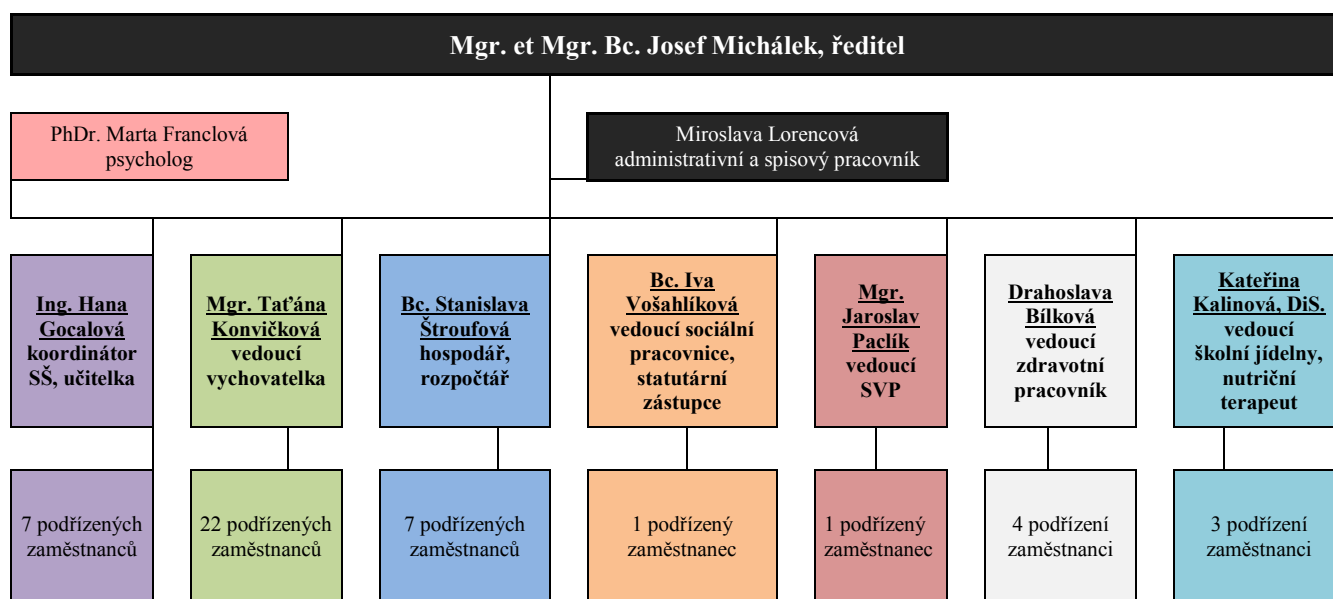 Mgr. et Mgr. Bc. Josef Michálek, ředitel
PhDr. Marta Franclová
psycholog
Miroslava Lorencová
administrativní a spisový pracovník
Ing. Hana
Gocalová
koordinátor
SŠ, učitelka
Mgr. Taťána
Konvičková
vedoucí
vychovatelka
Bc. Stanislava
Štroufová
hospodář,
rozpočtář
Bc. Iva
Vošahlíková
vedoucí sociální
pracovnice,
statutární
zástupce
Mgr.
Jaroslav
Paclík
vedoucí
SVP
Drahoslava
Bílková
vedoucí
zdravotní
pracovník
Kateřina
Kalinová, DiS.
vedoucí
školní jídelny,
nutriční
terapeut
7 podřízených
zaměstnanců
22 podřízených
zaměstnanců
7 podřízených
zaměstnanců
1 podřízený
zaměstnanec
1 podřízený
zaměstnanec
4 podřízení
zaměstnanci
3 podřízení
zaměstnanci